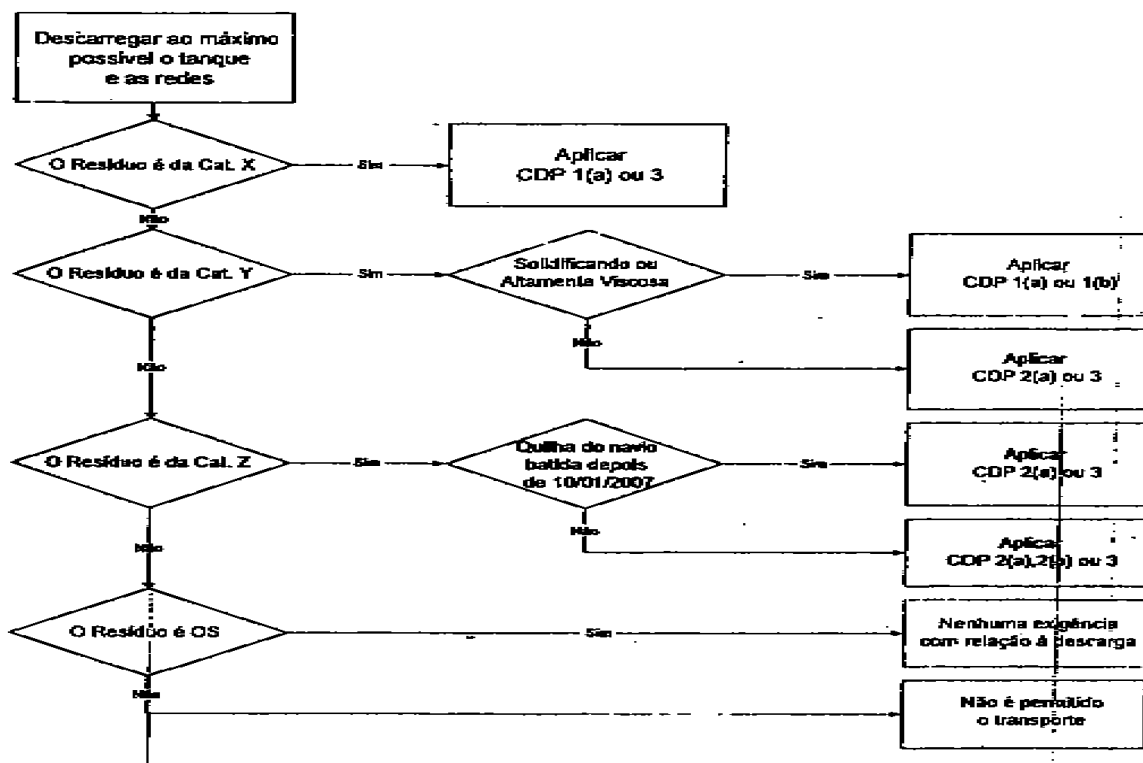 Descarregar ao máximo
possível o tanque
e as redes
O Resíduo é da Cat. X
Sim
Aplicar
CDP 1(a) ou 3
Não
O Resíduo é da Cat. Y
Sim
Solidificando ou
Altamente Viscosa
Sim
Aplicar
CDP 1(a) ou 1(b)
Não
Aplicar
CDP 2(a) ou 3
Não
O Resíduo é da Cat. Z
Sim
Quilha do navio
batida depois
de 10/01/2007
Sim
Aplicar
CDP 2(a) ou 3
Não
Aplicar
CDP 2(a),2(b) ou 3
Não
O Resíduo é OS
Sim
Nenhuma exigência
com relação à descarga
Não
Não é permitido
o transporte